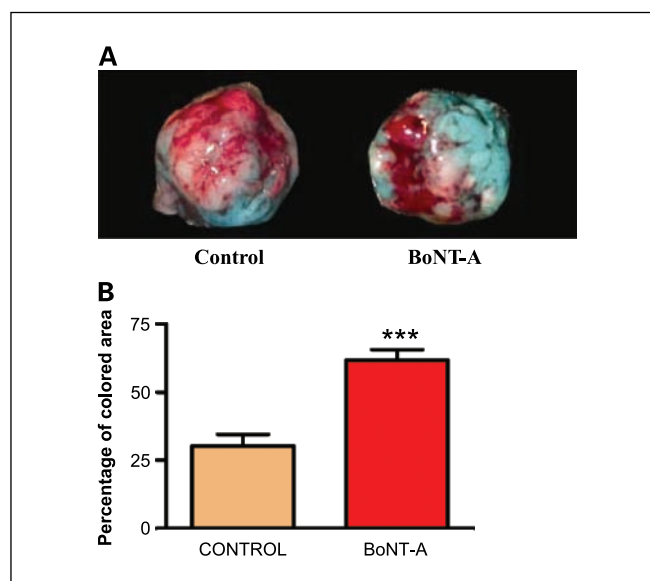 A
Control BoNT-A
B
Percentage of colored area
75
50
25
0
***
CONTROL BoNT-A